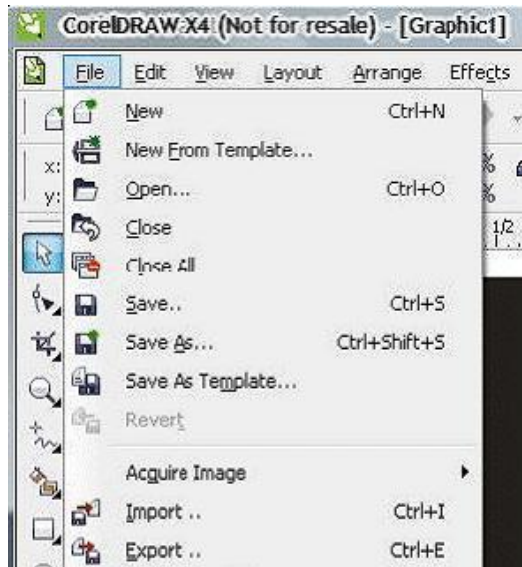 CorelDRAW X4 (Not for resale) - [Graphic1]
File Edit View Layout Arrange Effects
New Ctrl+N
New From Template...
x:
%
Open... Ctrl+O
y:
%
Close
1/2
Close All
Save.. Ctrl+S
Save As... Ctrl+Shift+S
Save As Template...
Revert
Acquire Image
Import .. Ctrl+I
Export .. Ctrl+E